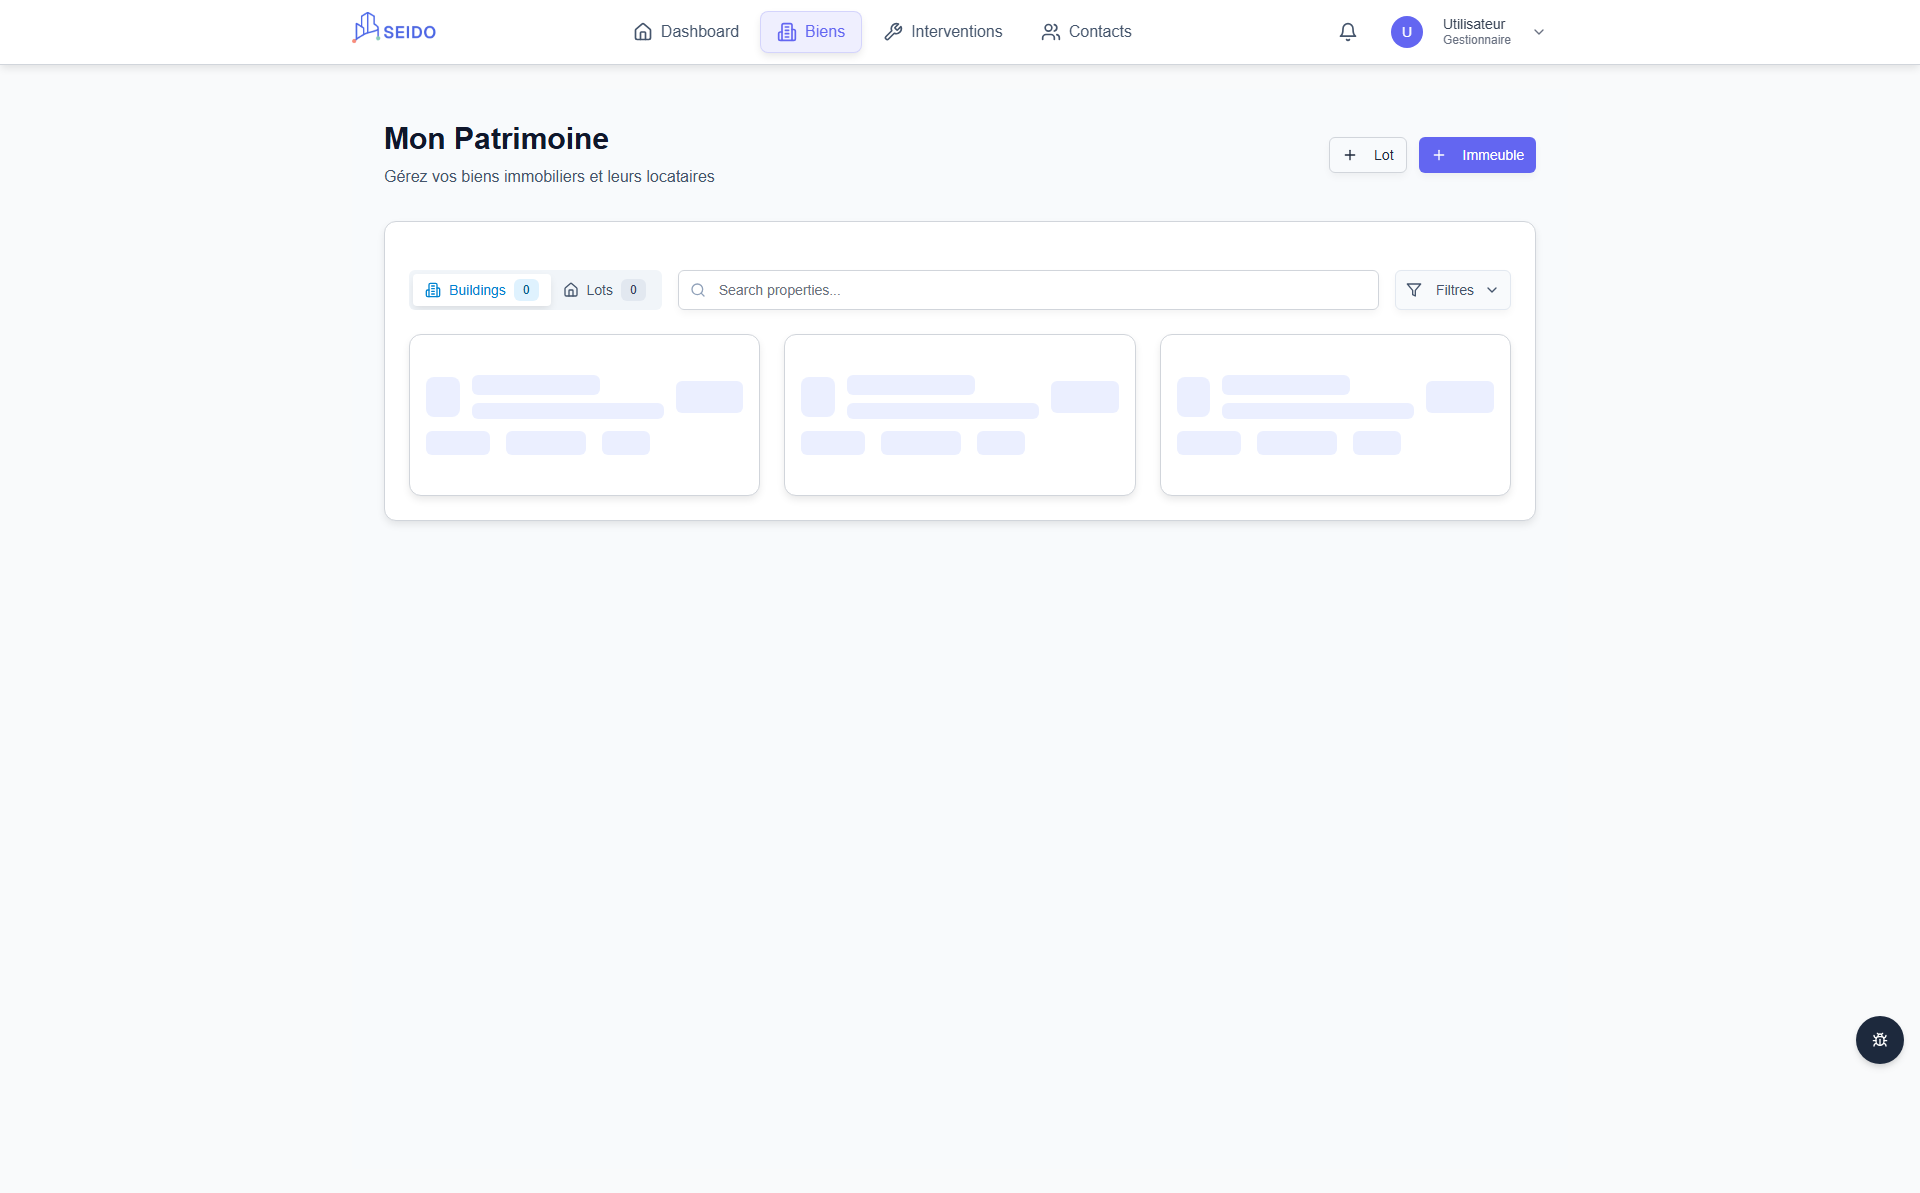 SEIDO
Dashboard
Biens
Interventions
Contacts
U
Utilisateur
Gestionnaire
Mon Patrimoine
Gérez vos biens immobiliers et leurs locataires
Lot
Immeuble
Buildings 0
Lots 0
Search properties...
Filtres